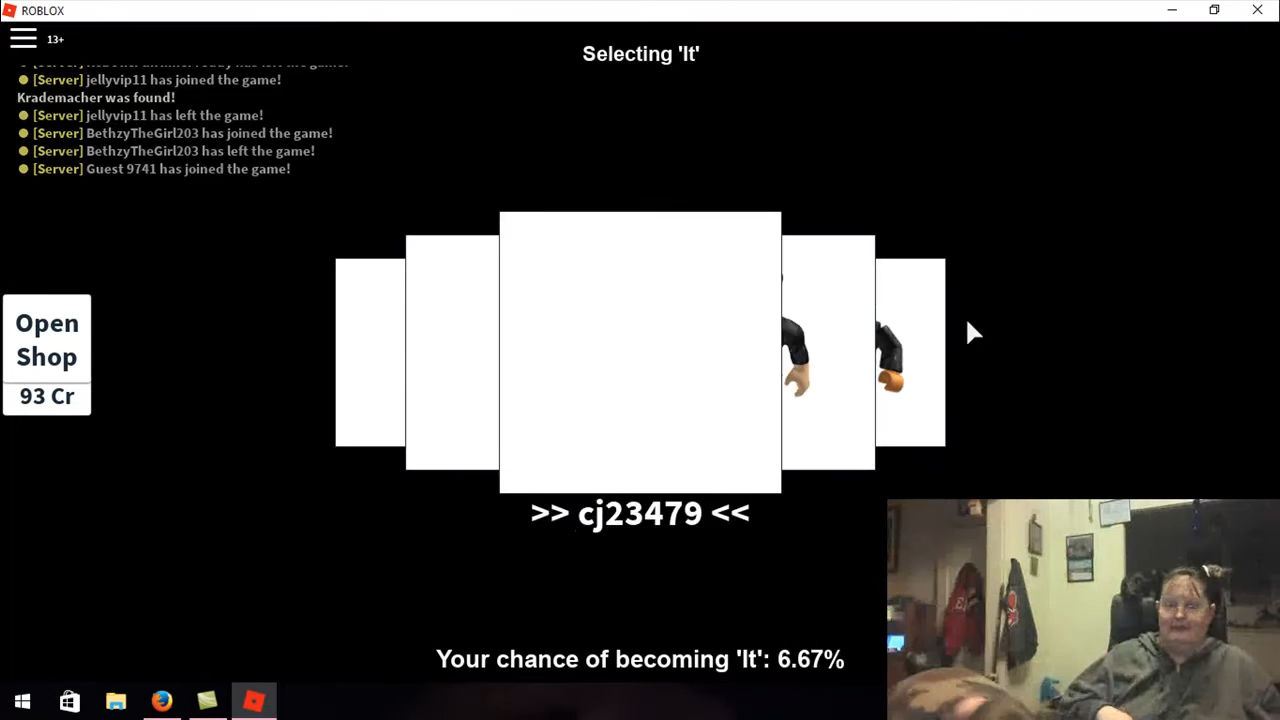 ROBLOX
13+
Selecting 'It'
[Server] jellyvip11 has joined the game!
Krademacher was found!
[Server] jellyvip11 has left the game!
[Server] BethzyTheGirl203 has joined the game!
[Server] BethzyTheGirl203 has left the game!
[Server] Guest 9741 has joined the game!
Open
Shop
93 Cr
>> cj23479 <<
Your chance of becoming 'It': 6.67%